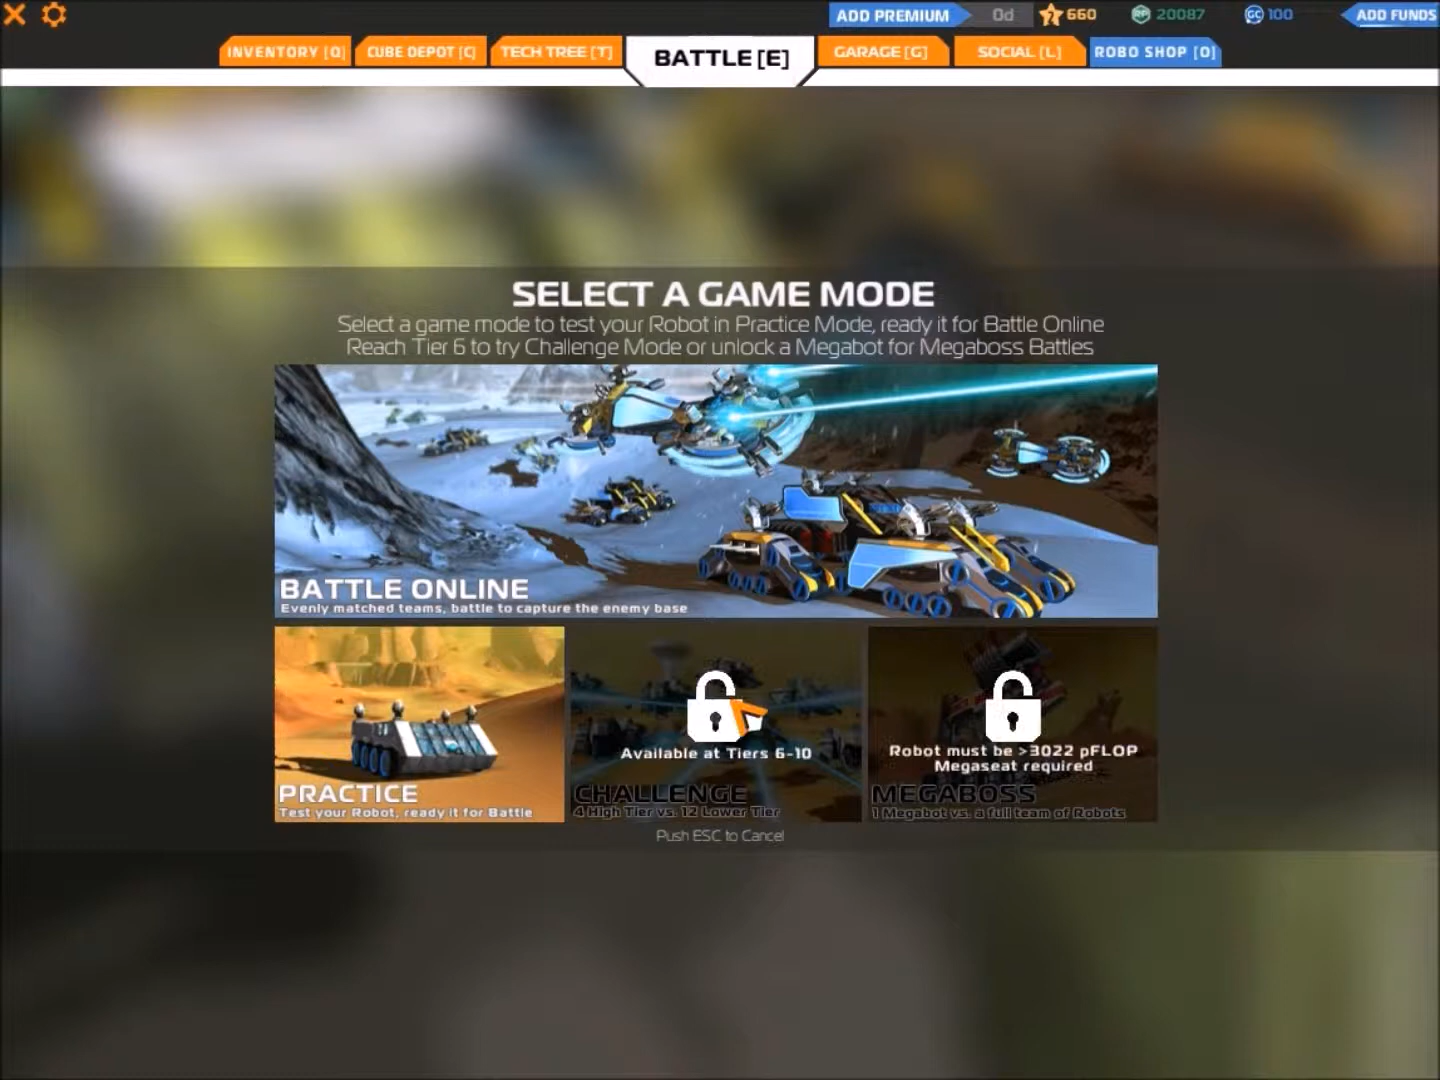 ADD PREMIUM 0d 660 RP 20087 GC 100 ADD FUNDS
INVENTORY [Q] CUBE DEPOT [C] TECH TREE [T] BATTLE [E] GARAGE [G] SOCIAL [L] ROBO SHOP [O]
SELECT A GAME MODE
Select a game mode to test your Robot in Practice Mode, ready it for Battle Online
Reach Tier 6 to try Challenge Mode or unlock a Megabot for Megaboss Battles
BATTLE ONLINE
Evenly matched teams, battle to capture the enemy base
PRACTICE
Test your Robot, ready it for Battle
Available at Tiers 6-10
CHALLENGE
4 High Tier vs. 12 Lower Tier
Robot must be >3022 pFLOP
Megaseat required
MEGABOSS
1 Megabot vs. a full team of Robots
Push ESC to Cancel